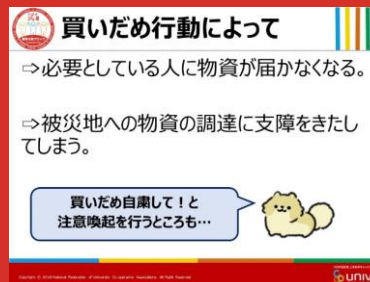 買いだめ行動によって
⇨必要としている人に物資が届かなくなる。
⇨被災地への物資の調達に支障をきたし
てしまう。
買いだめ自粛して！と
注意喚起を行うところも…
univ